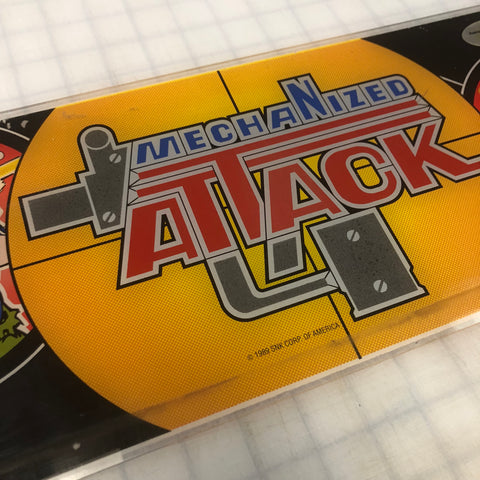 MECHANIZED
ATTACK
© 1989 SNK CORP. OF AMERICA